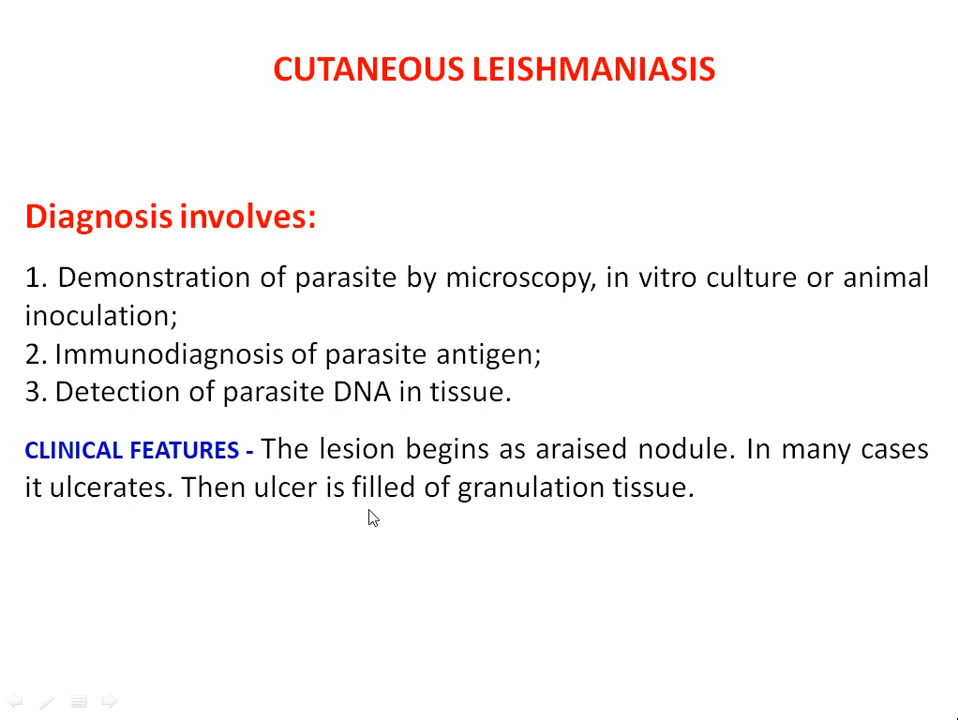 CUTANEOUS LEISHMANIASIS
Diagnosis involves:
1. Demonstration of parasite by microscopy, in vitro culture or animal
inoculation;
2. Immunodiagnosis of parasite antigen;
3. Detection of parasite DNA in tissue.
CLINICAL FEATURES - The lesion begins as araised nodule. In many cases
it ulcerates. Then ulcer is filled of granulation tissue.